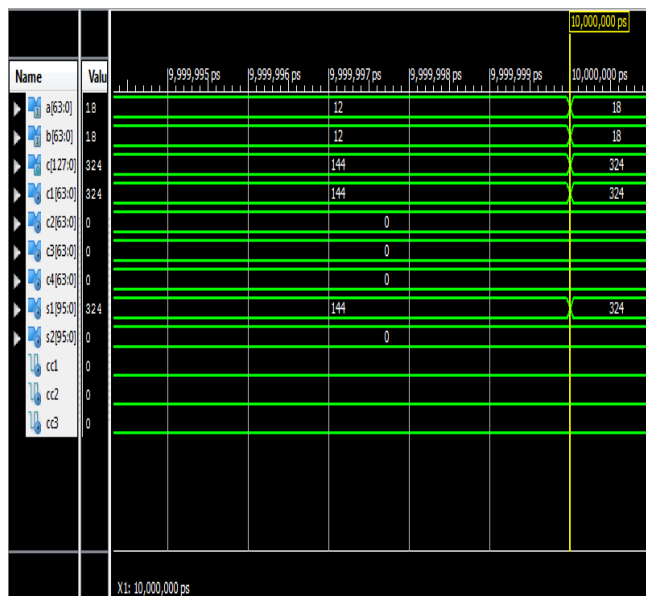 10,000,000 ps
Name Valu
9,999,995 ps 9,999,996 ps 9,999,997 ps 9,999,998 ps 9,999,999 ps 10,000,000 ps
a[63:0] 18 12 18
b[63:0] 18 12 18
c[127:0] 324 144 324
c1[63:0] 324 144 324
c2[63:0] 0 0
c3[63:0] 0 0
c4[63:0] 0 0
s1[95:0] 324 144 324
s2[95:0] 0 0
cc1 0
cc2 0
cc3 0
X1: 10,000,000 ps